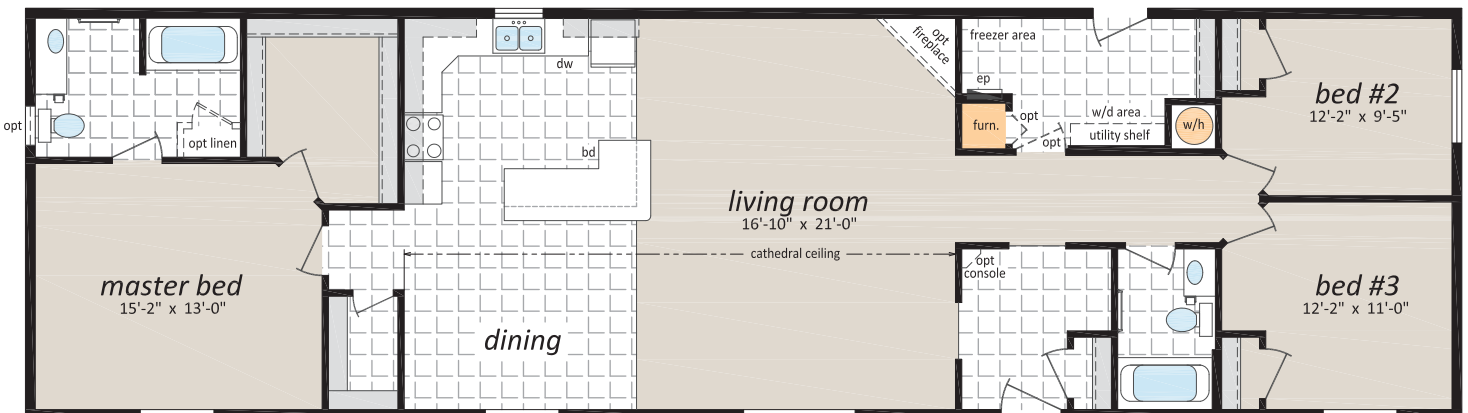 opt
opt linen
master bed
15'-2" x 13'-0"
dw
bd
dining
living room
16'-10" x 21'-0"
cathedral ceiling
opt
fireplace
freezer area
ep
furn.
opt
opt
w/d area
utility shelf
w/h
opt
console
bed #2
12'-2" x 9'-5"
bed #3
12'-2" x 11'-0"